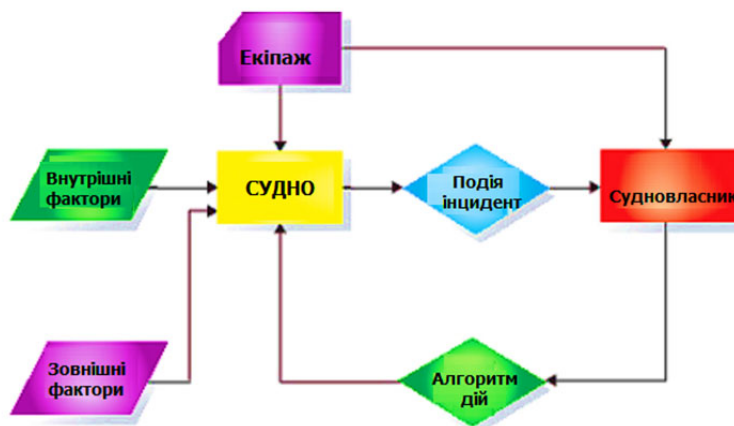 Екіпаж
Внутрішні
фактори
СУДНО
Подія
інцидент
Судновласник
Зовнішні
фактори
Алгоритм
дій